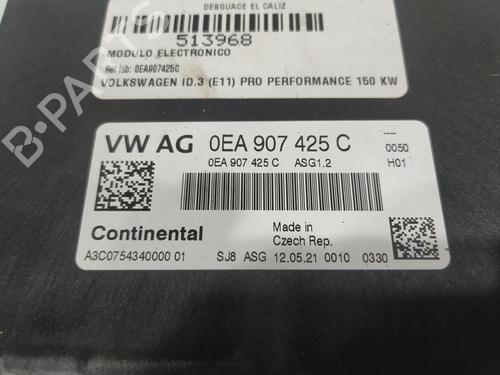 DESGUACE EL CALIZ
513968
MODULO ELECTRONICO
Ref.lab: 0EA907425C
VOLKSWAGEN ID.3 (E11) PRO PERFORMANCE 150 KW
VW AG 0EA 907 425 C 0050
0EA 907 425 C ASG1.2 H01
Continental Made in
Czech Rep.
A3C0754340000 01 SJ8 ASG 12.05.21 0010 0330